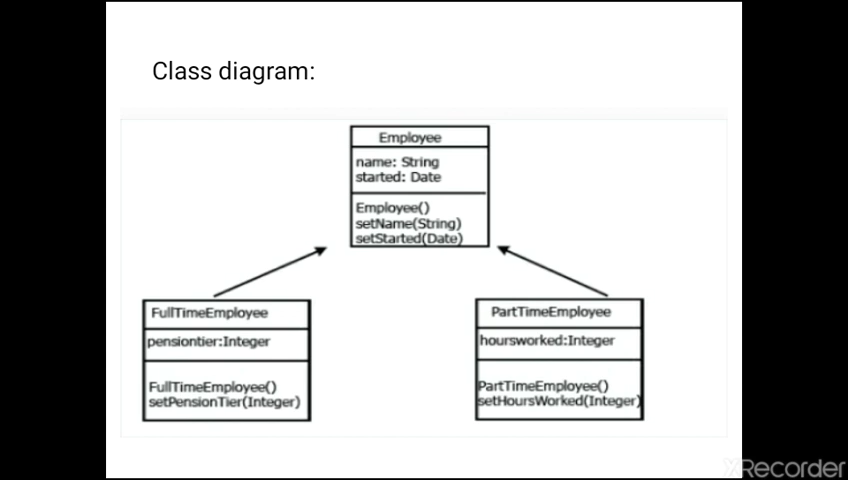 Class diagram:
Employee
name: String
started: Date
Employee()
setName(String)
setStarted(Date)
FullTimeEmployee
pensiontier:Integer
FullTimeEmployee()
setPensionTier(Integer)
PartTimeEmployee
hoursworked:Integer
PartTimeEmployee()
setHoursWorked(Integer)
XRecorder